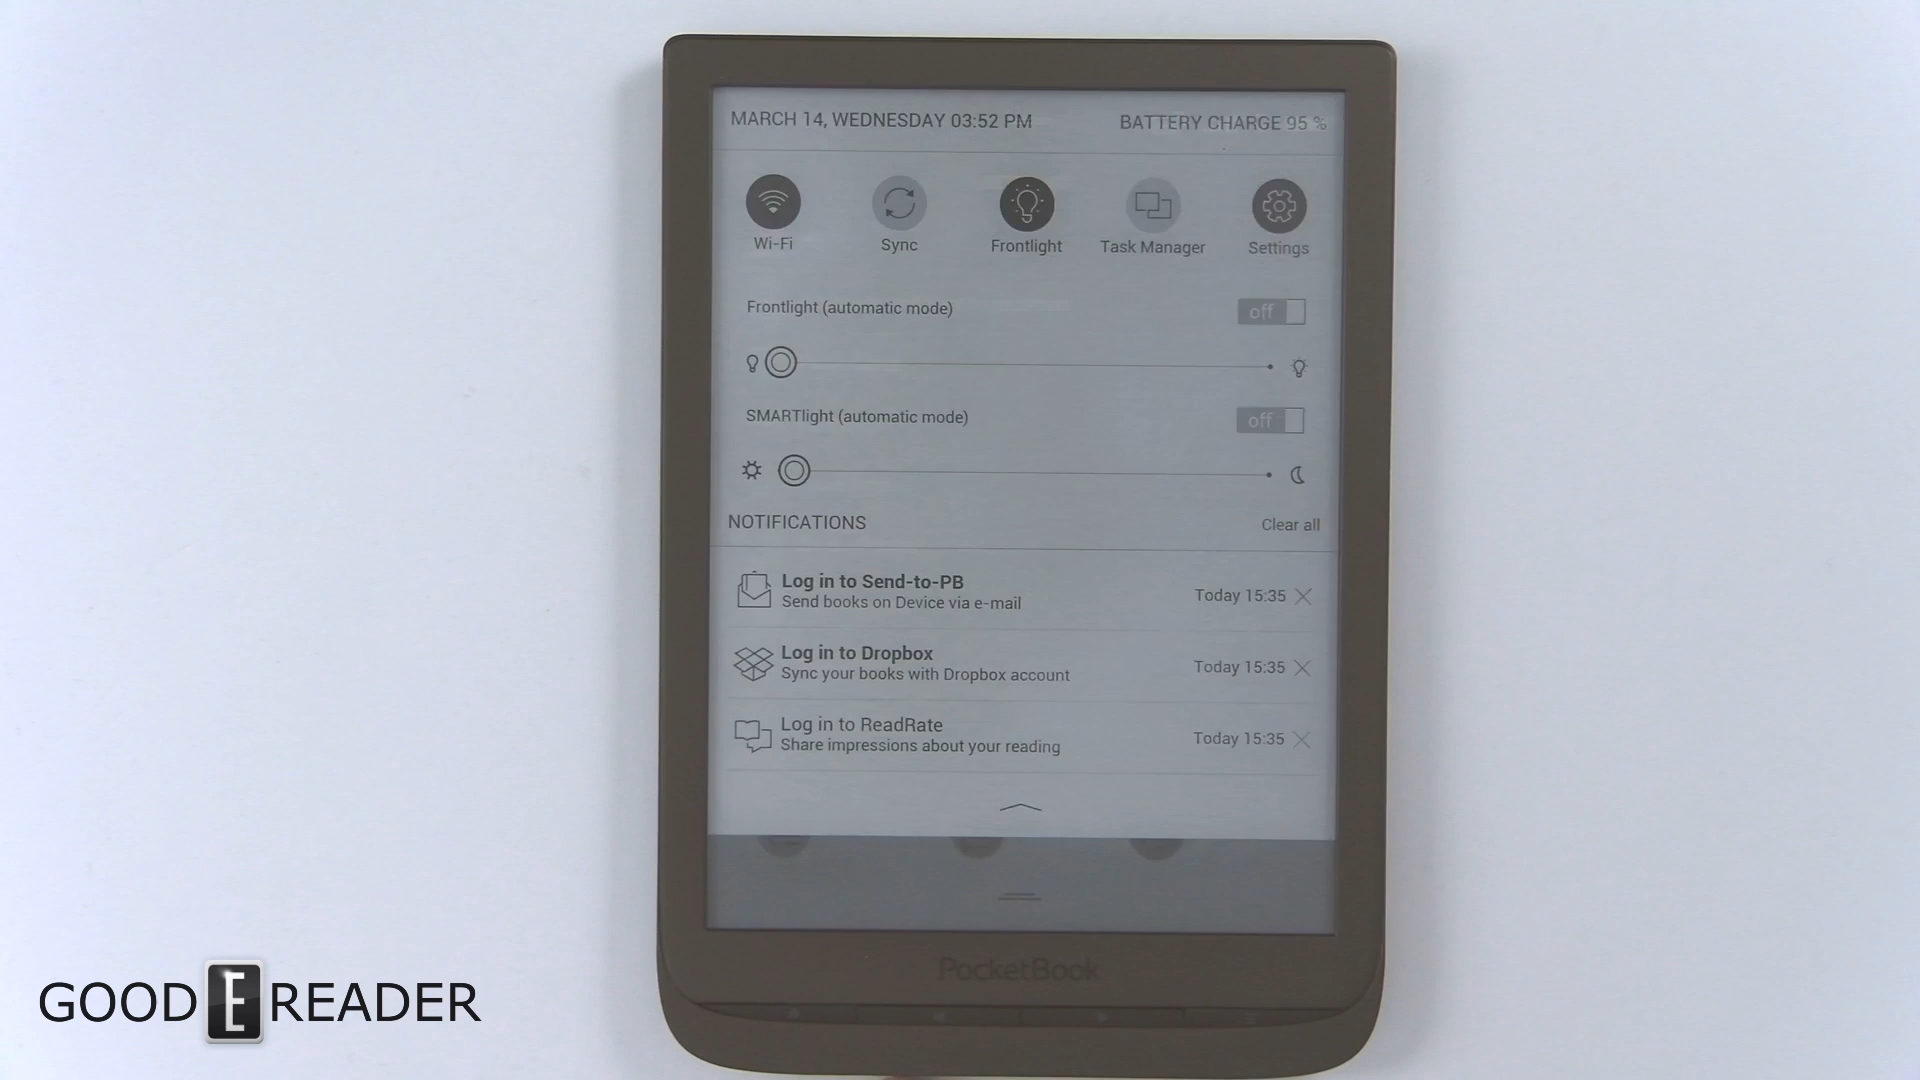 MARCH 14, WEDNESDAY 03:52 PM BATTERY CHARGE 95 %
Wi-Fi Sync Frontlight Task Manager Settings
Frontlight (automatic mode) off
SMARTlight (automatic mode) off
NOTIFICATIONS Clear all
Log in to Send-to-PB
Send books on Device via e-mail
Today 15:35
Log in to Dropbox
Sync your books with Dropbox account
Today 15:35
Log in to ReadRate
Share impressions about your reading
Today 15:35
PocketBook
GOOD E READER